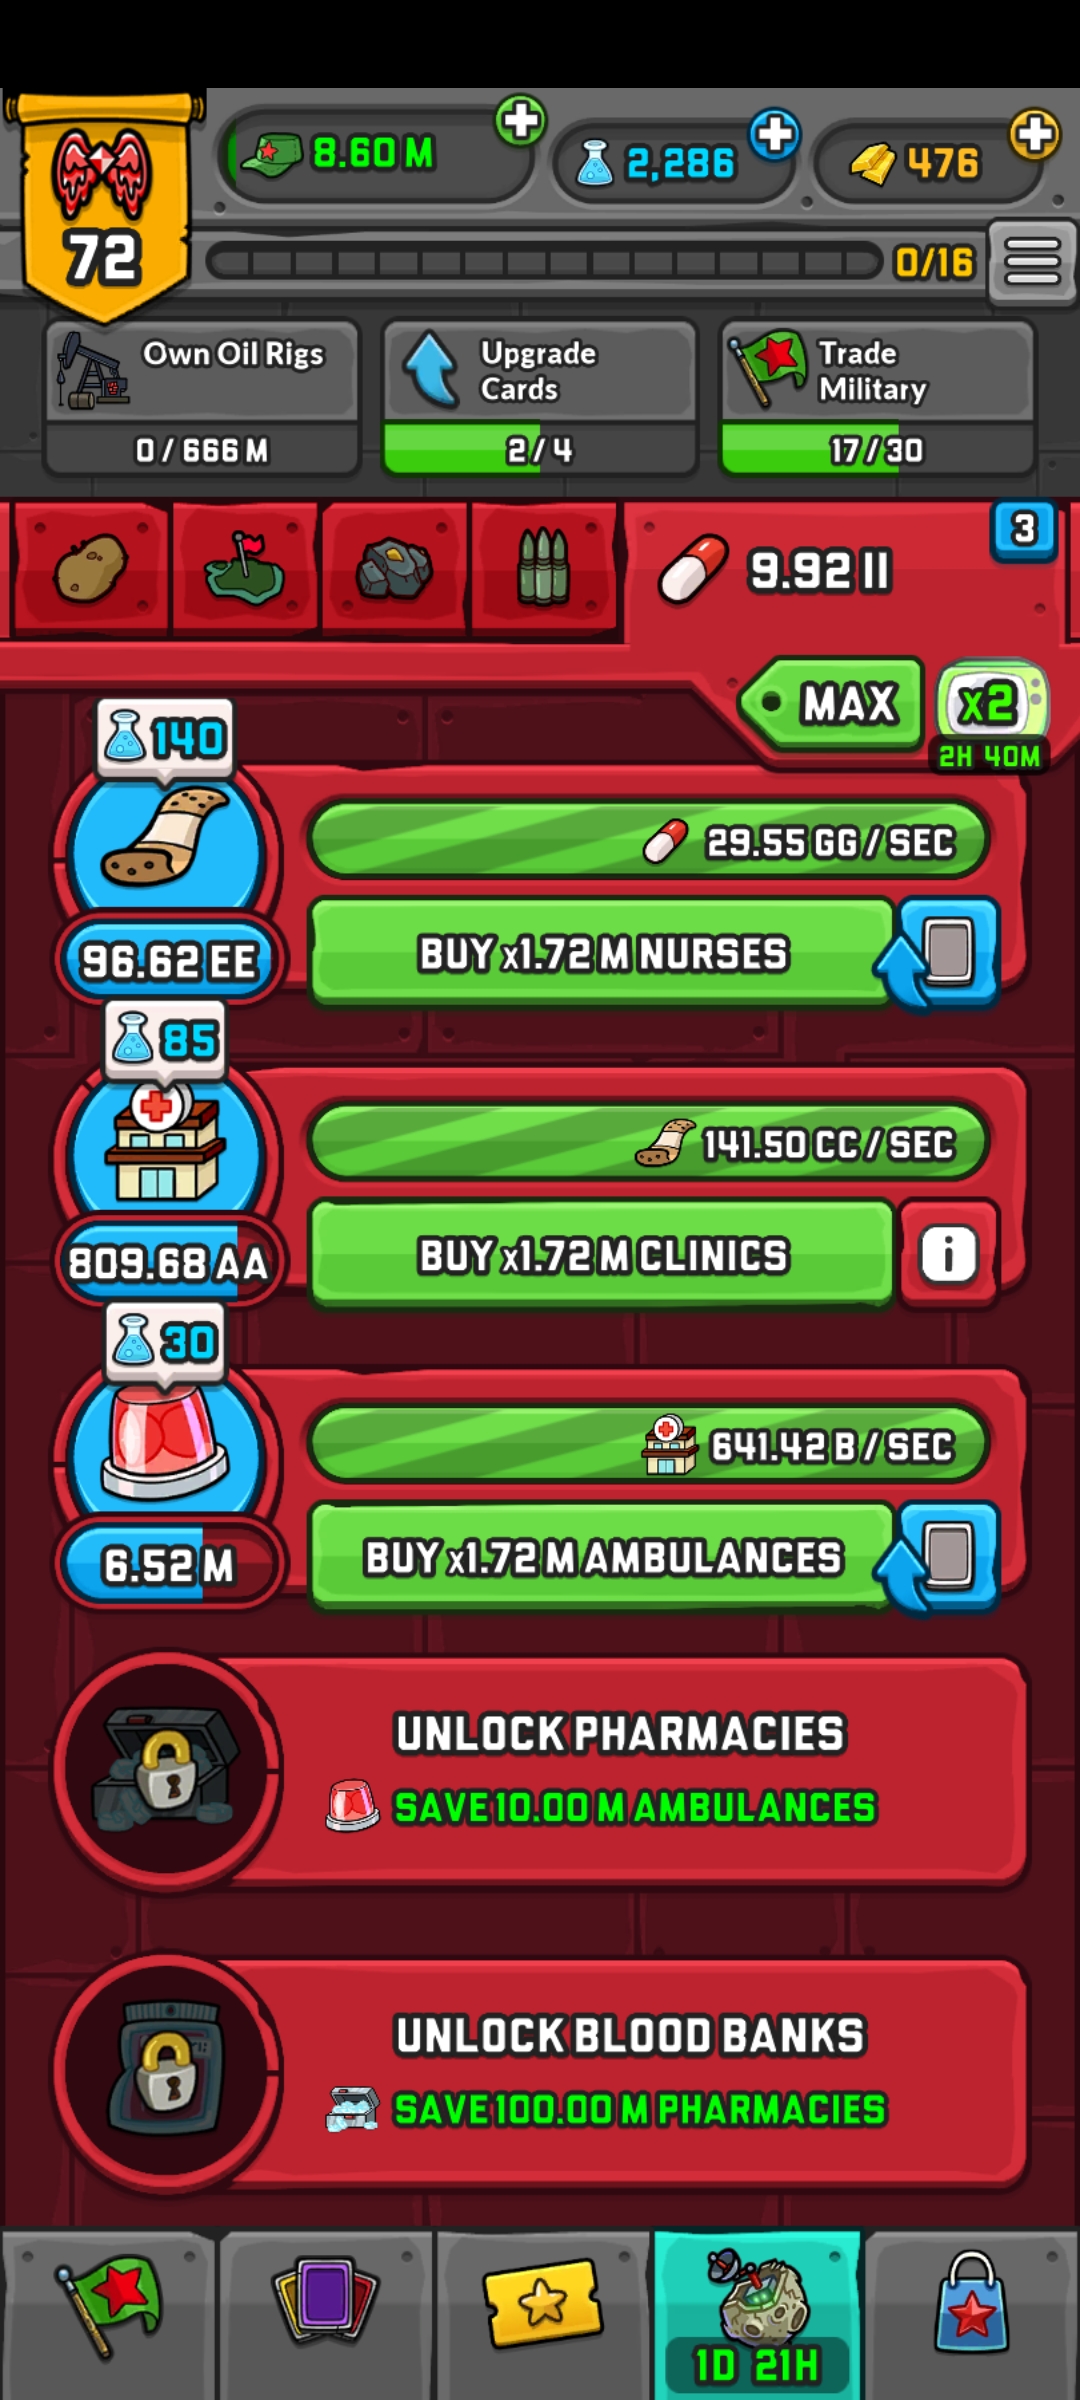 8.60 M
2,286
476
72
0/16
Own Oil Rigs
Upgrade
Cards
Trade
Military
0 / 666 M
2 / 4
17 / 30
9.92 II
3
MAX
x2
2H 40M
140
29.55 GG / SEC
96.62 EE
BUY x1.72 M NURSES
85
141.50 CC / SEC
809.68 AA
BUY x1.72 M CLINICS
i
30
641.42 B / SEC
6.52 M
BUY x1.72 M AMBULANCES
UNLOCK PHARMACIES
SAVE 10.00 M AMBULANCES
UNLOCK BLOOD BANKS
SAVE 100.00 M PHARMACIES
1D 21H